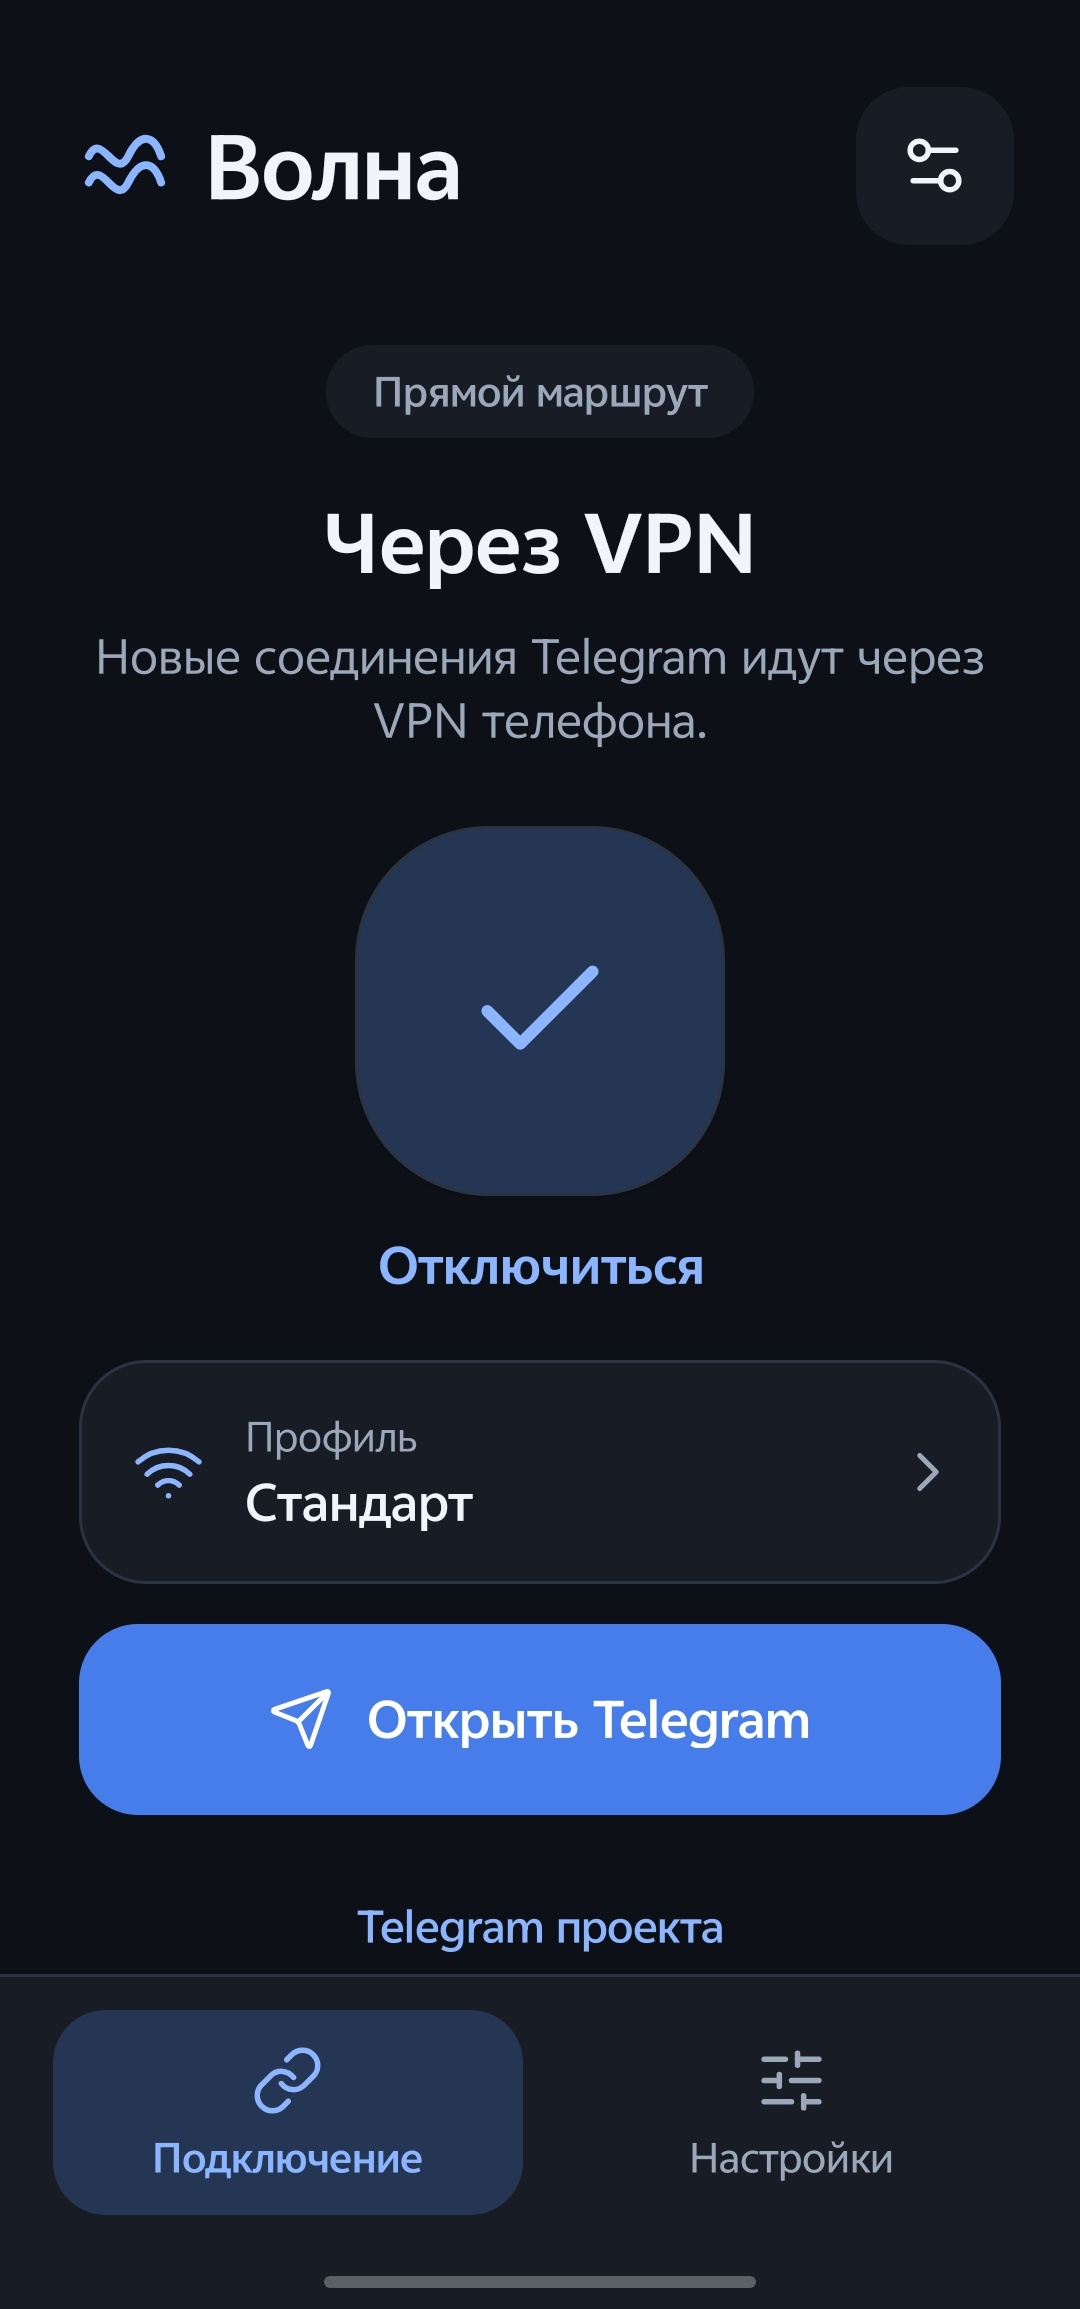 Волна
Прямой маршрут
Через VPN
Новые соединения Telegram идут через
VPN телефона.
Отключиться
Профиль
Стандарт
Открыть Telegram
Telegram проекта
Подключение
Настройки